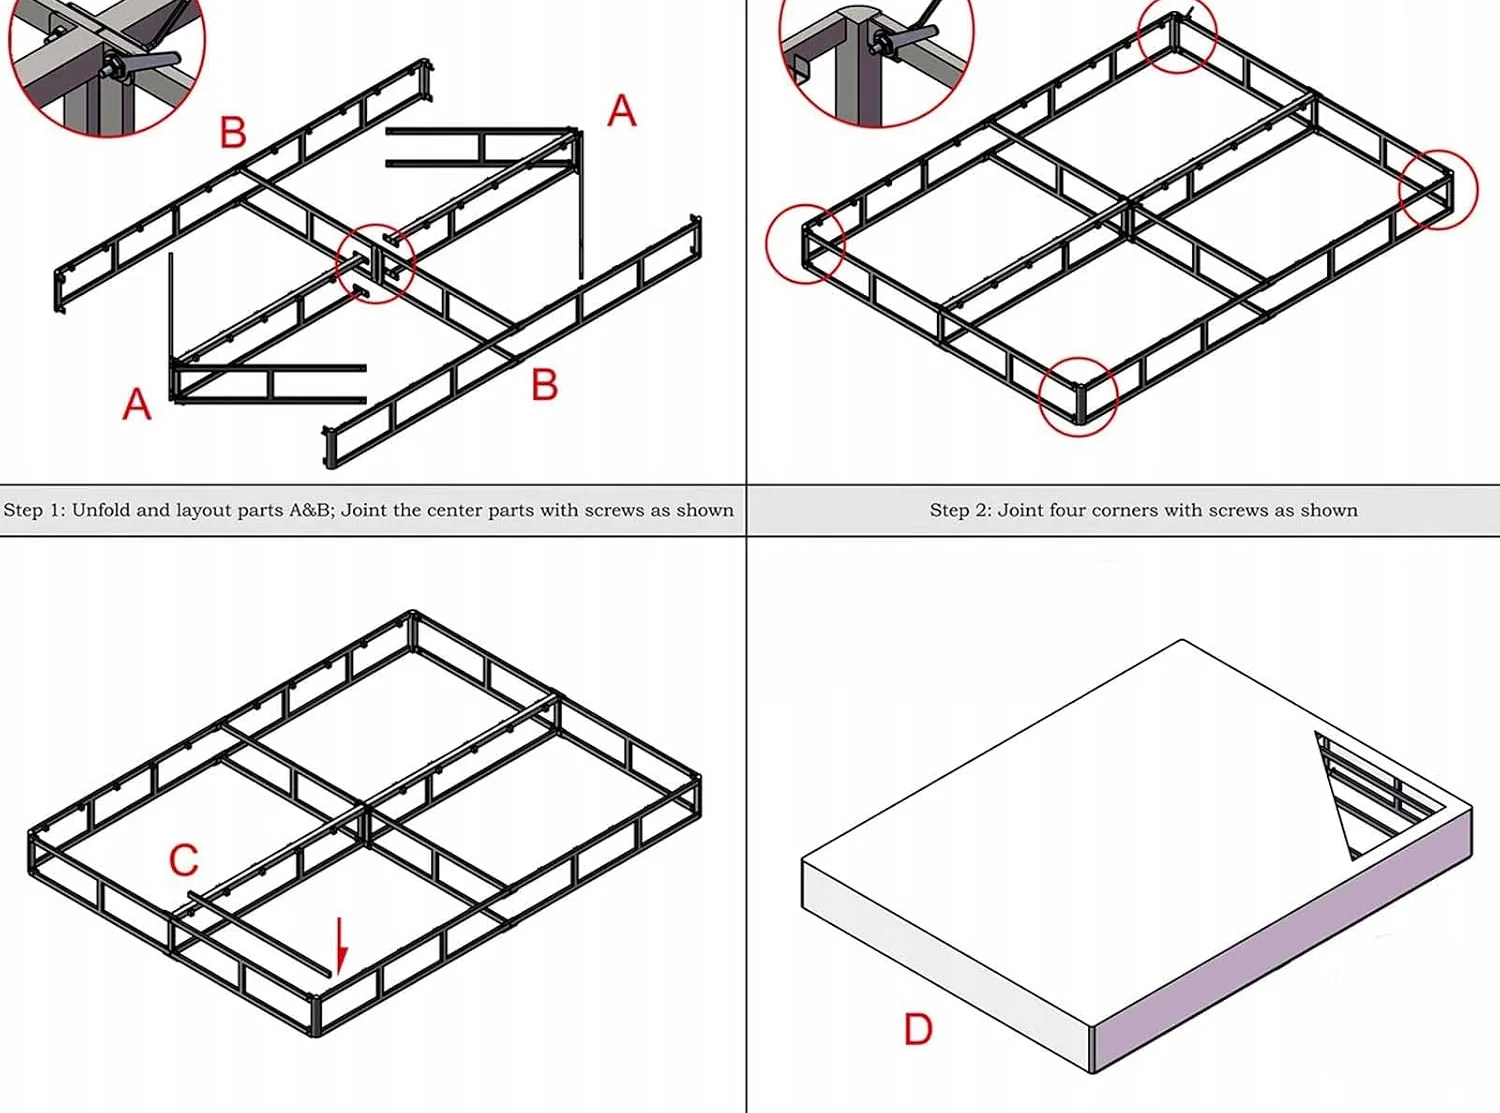 B
A
A
B
Step 1: Unfold and layout parts A&B; Joint the center parts with screws as shown
Step 2: Joint four corners with screws as shown
C
D